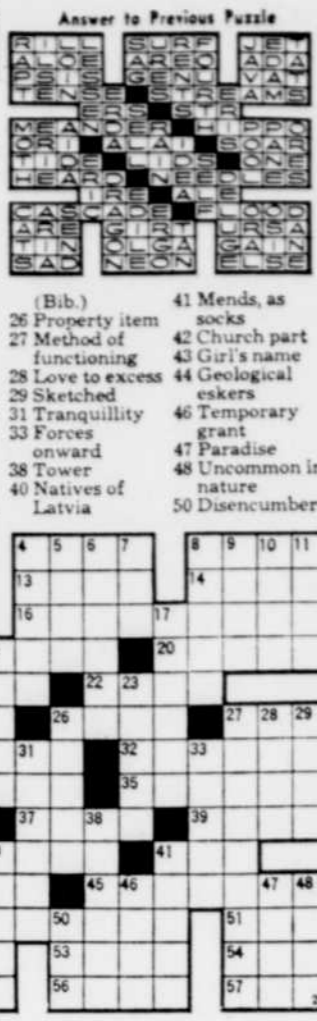 Answer to Previous Puzzle
RILL SURF JET
ALOE AREO ADA
PSIS GENU VAT
TENSE STREAMS
ERS STR
MEANDER HIPPO
ORI ALAI SOAR
TIDE LIDS ONES
HEARD NEEDLES
IRE ALE
CASCADE FLOOD
AREN GIRT URSA
TIN OLGA GAIN
SAD NEON ELSE
(Bib.)
26 Property item
27 Method of
functioning
28 Love to excess
29 Sketched
31 Tranquillity
33 Forces
onward
38 Tower
40 Natives of
Latvia
41 Mends, as
socks
42 Church part
43 Girl's name
44 Geological
eskers
46 Temporary
grant
47 Paradise
48 Uncommon in
nature
50 Disencumber
4 5 6 7 8 9 10 11
13 14
16 17
20
22 23
26 27 28 29
31 32 33
35
37 38 39
41
45 46 47 48
50 51
53 54
56 57